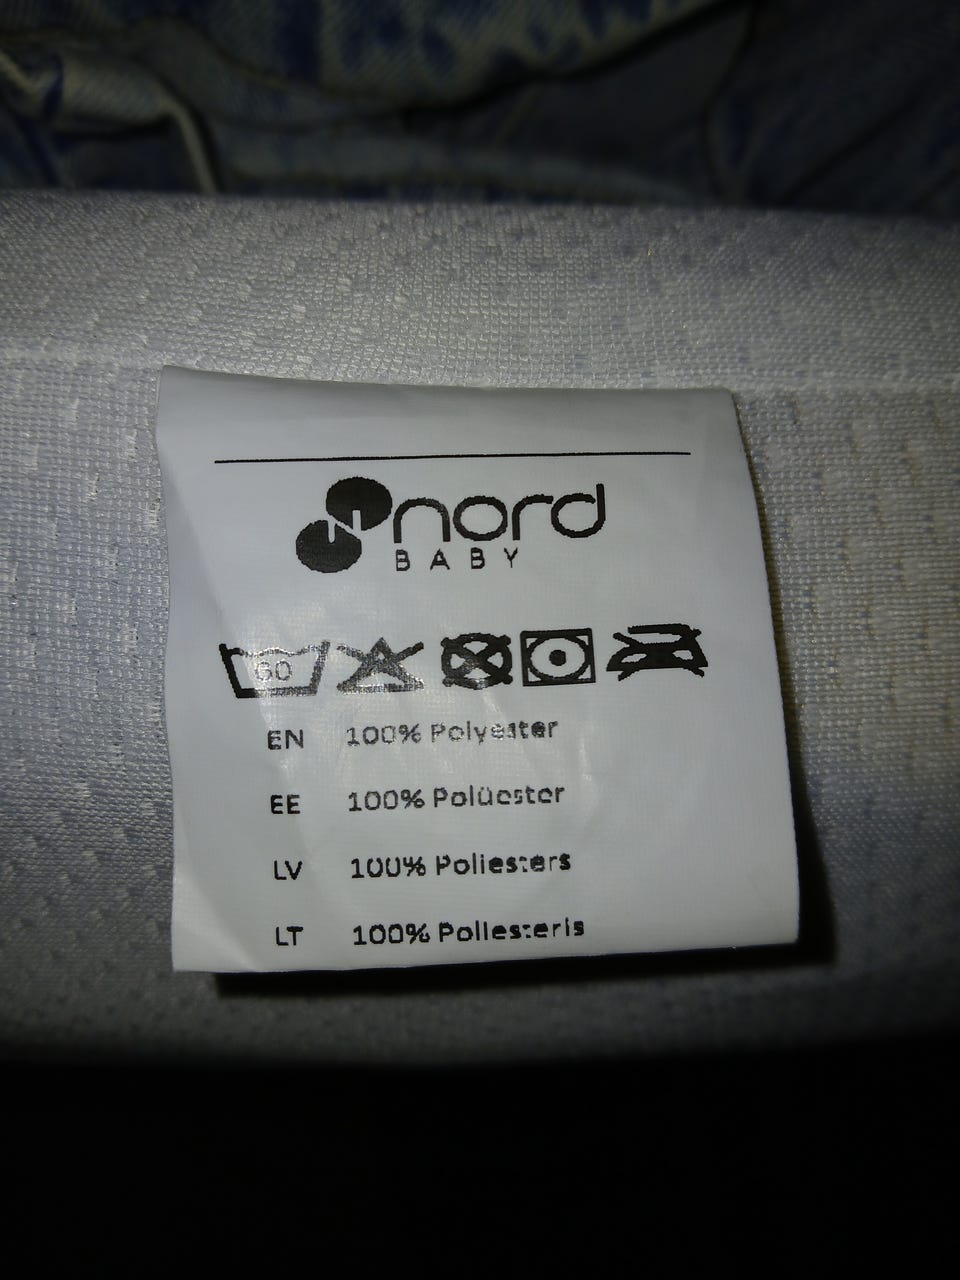 nord
BABY
60
EN 100% Polyester
EE 100% Polüester
LV 100% Poliesters
LT 100% Poliesteris